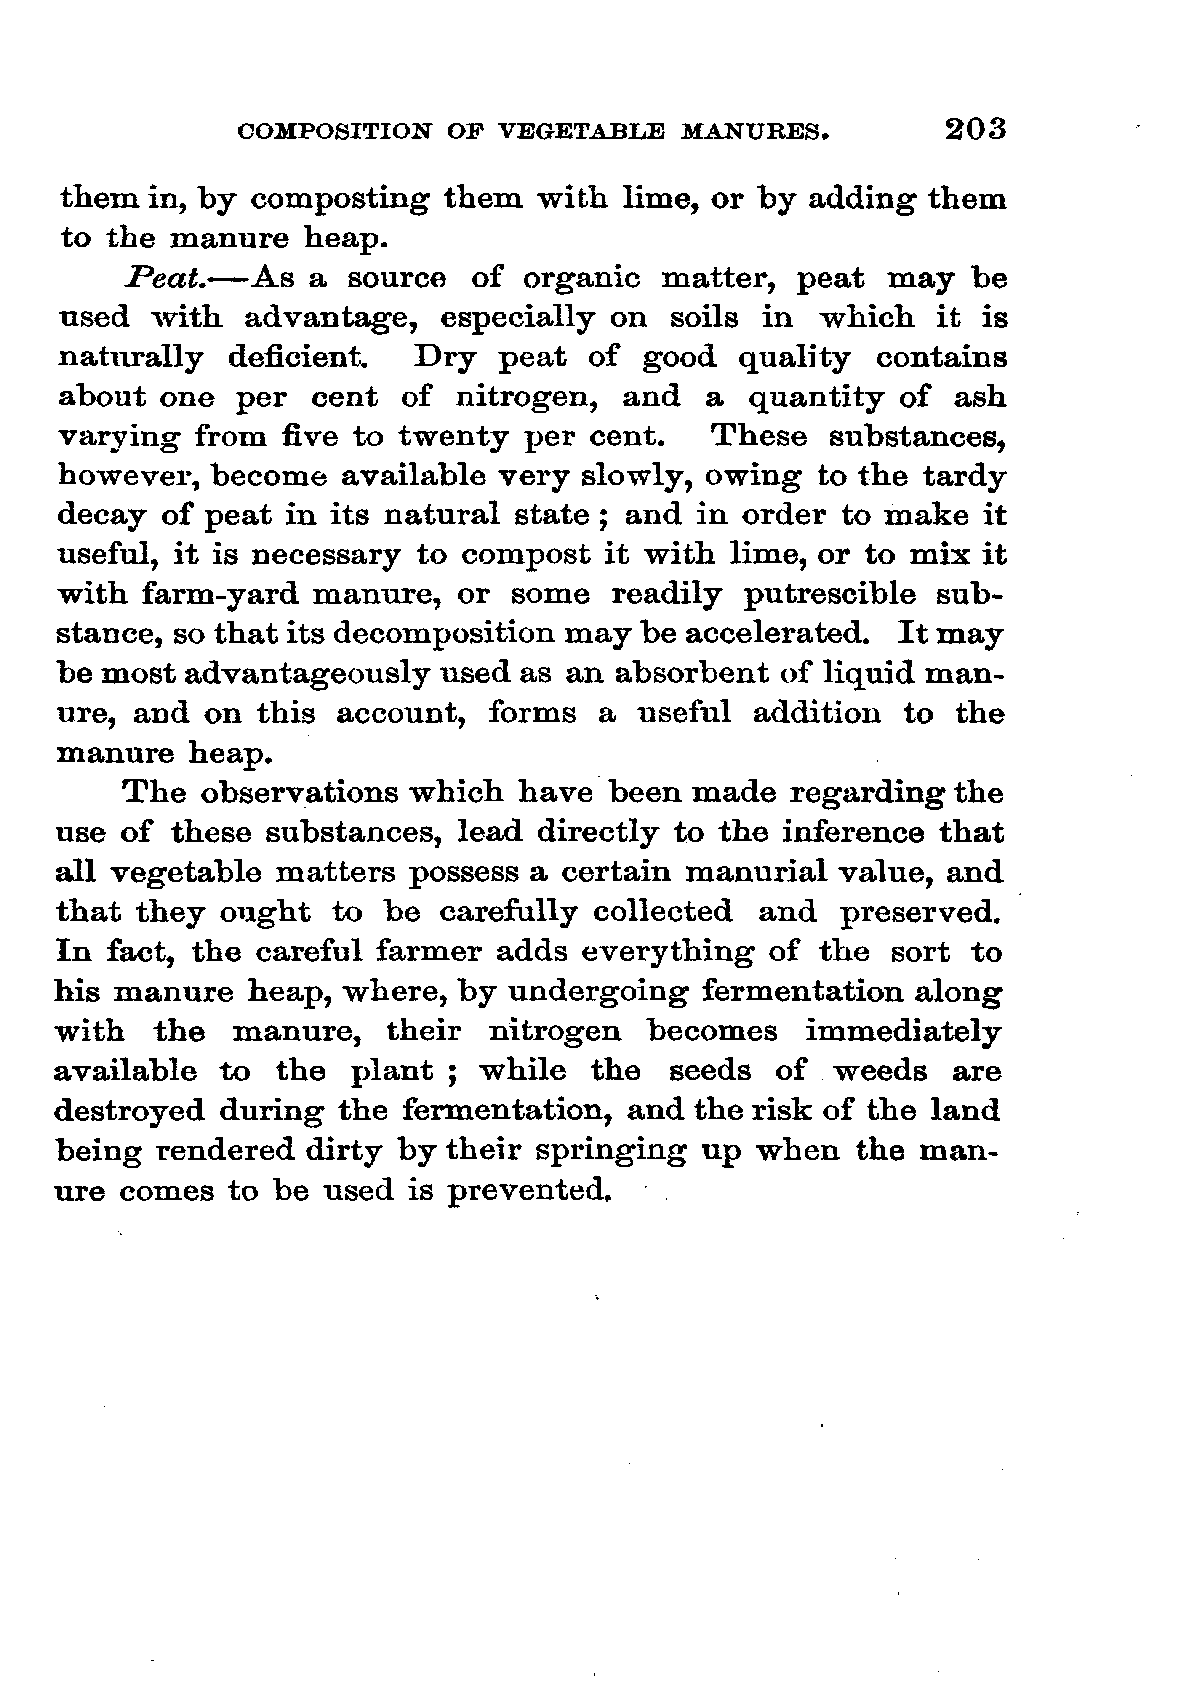 COMPOSITION OF VEGETABLE MANURES. 203
them in, by composting them with lime, or by adding them
to the manure heap.
Peat.—As a source of organic matter, peat may be
used with advantage, especially on soils in which it is
naturally deficient. Dry peat of good quality contains
about one per cent of nitrogen, and a quantity of ash
varying from five to twenty per cent. These substances,
however, become available very slowly, owing to the tardy
decay of peat in its natural state ; and in order to make it
useful, it is necessary to compost it with lime, or to mix it
with farm-yard manure, or some readily putrescible sub-
stance, so that its decomposition may be accelerated. It may
be most advantageously used as an absorbent of liquid man-
ure, and on this account, forms a useful addition to the
manure heap.
The observations which have been made regarding the
use of these substances, lead directly to the inference that
all vegetable matters possess a certain manurial value, and
that they ought to be carefully collected and preserved.
In fact, the careful farmer adds everything of the sort to
his manure heap, where, by undergoing fermentation along
with the manure, their nitrogen becomes immediately
available to the plant ; while the seeds of weeds are
destroyed during the fermentation, and the risk of the land
being rendered dirty by their springing up when the man-
ure comes to be used is prevented.